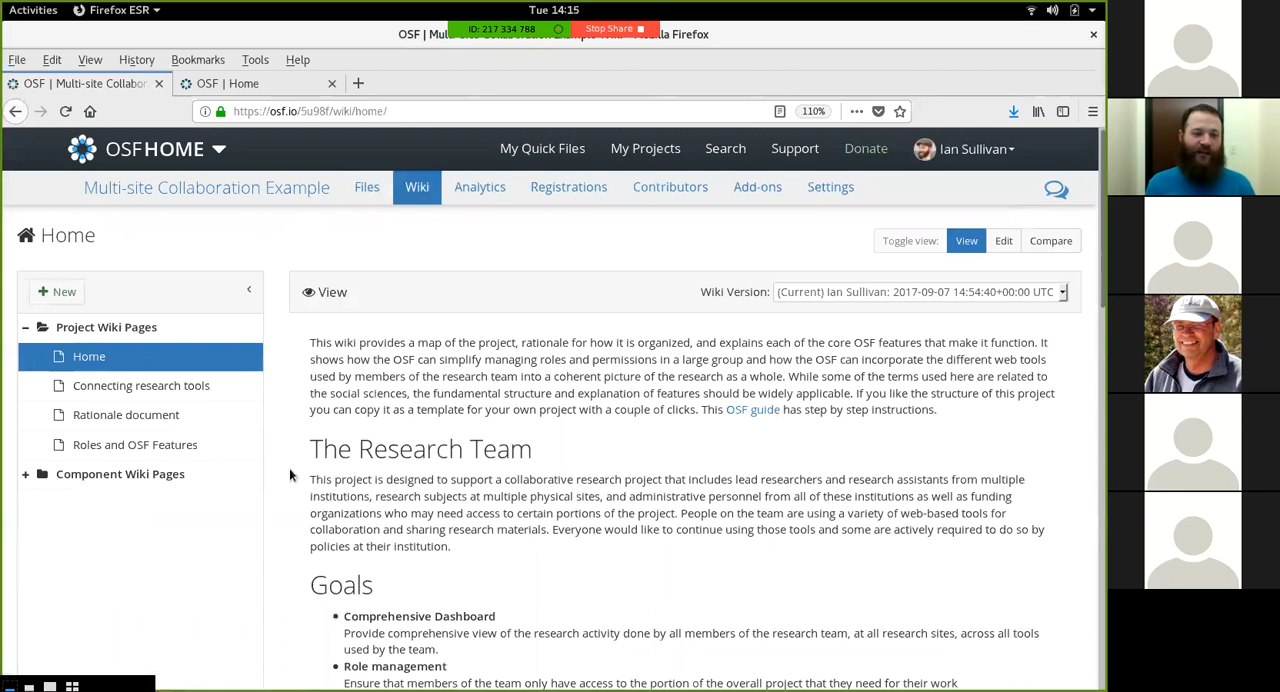 Activities Firefox ESR Tue 14:15
ID: 217 334 788 Stop Share
OSF | Mul
Firefox
File Edit View History Bookmarks Tools Help
OSF | Multi-site Collabor OSF | Home
https://osf.io/5u98f/wiki/home/ 110%
OSFHOME My Quick Files My Projects Search Support Donate Ian Sullivan
Multi-site Collaboration Example Files Wiki Analytics Registrations Contributors Add-ons Settings
Home
Toggle view: View Edit Compare
New
View
Wiki Version: (Current) Ian Sullivan: 2017-09-07 14:54:40+00:00 UTC
Project Wiki Pages
Home
Connecting research tools
Rationale document
Roles and OSF Features
Component Wiki Pages
This wiki provides a map of the project, rationale for how it is organized, and explains each of the core OSF features that make it function. It
shows how the OSF can simplify managing roles and permissions in a large group and how the OSF can incorporate the different web tools
used by members of the research team into a coherent picture of the research as a whole. While some of the terms used here are related to
the social sciences, the fundamental structure and explanation of features should be widely applicable. If you like the structure of this project
you can copy it as a template for your own project with a couple of clicks. This OSF guide has step by step instructions.
The Research Team
This project is designed to support a collaborative research project that includes lead researchers and research assistants from multiple
institutions, research subjects at multiple physical sites, and administrative personnel from all of these institutions as well as funding
organizations who may need access to certain portions of the project. People on the team are using a variety of web-based tools for
collaboration and sharing research materials. Everyone would like to continue using those tools and some are actively required to do so by
policies at their institution.
Goals
Comprehensive Dashboard
Provide comprehensive view of the research activity done by all members of the research team, at all research sites, across all tools
used by the team.
Role management
Ensure that members of the team only have access to the portion of the overall project that they need for their work